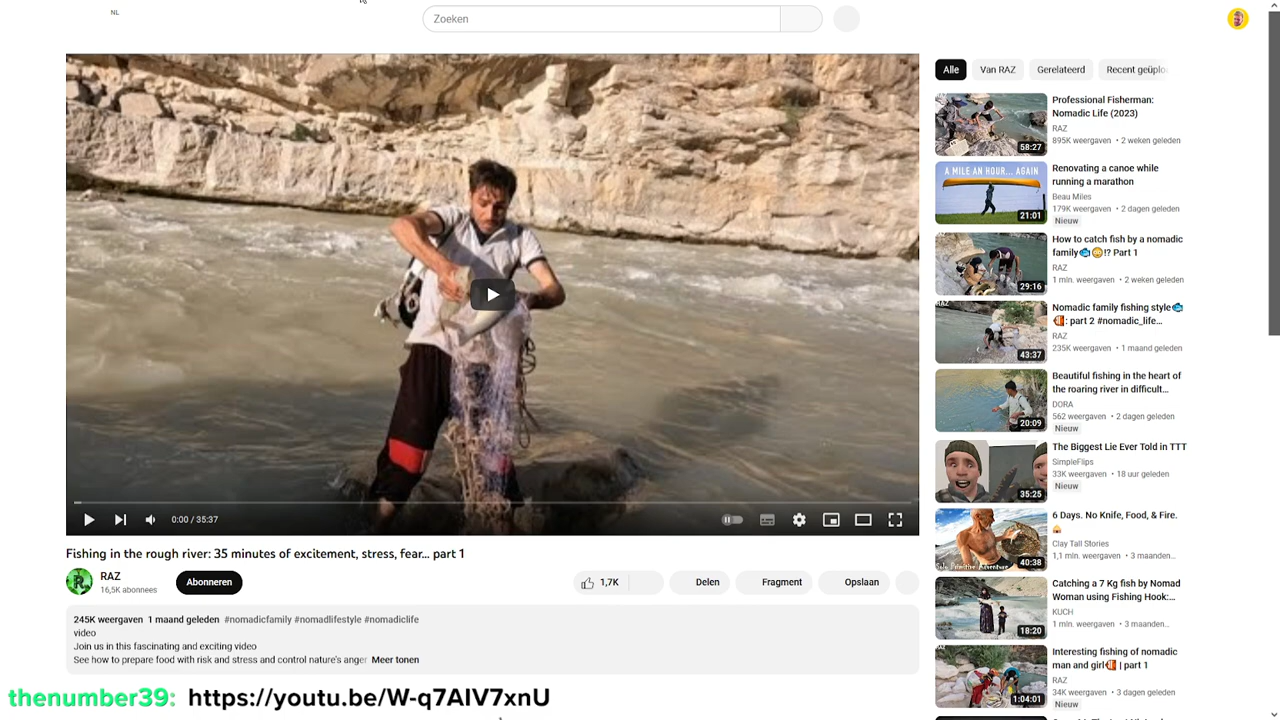 NL
Zoeken
0:00 / 35:37
Fishing in the rough river: 35 minutes of excitement, stress, fear... part 1
RAZ
16,5K abonnees
Abonneren
1,7K
Delen
Fragment
Opslaan
245K weergaven 1 maand geleden #nomadicfamily #nomadlifestyle #nomadiclife
video
Join us in this fascinating and exciting video
See how to prepare food with risk and stress and control nature's anger Meer tonen
thenumber39: https://youtu.be/W-q7AIV7xnU
Alle
Van RAZ
Gerelateerd
Recent geüplo
58:27
Professional Fisherman:
Nomadic Life (2023)
RAZ
895K weergaven • 2 weken geleden
A MILE AN HOUR... AGAIN
21:01
Renovating a canoe while
running a marathon
Beau Miles
179K weergaven • 2 dagen geleden
Nieuw
29:16
How to catch fish by a nomadic
family🐟😳!? Part 1
RAZ
1 mln. weergaven • 2 weken geleden
RAZ
43:37
Nomadic family fishing style🐟
: part 2 #nomadic_life...
RAZ
235K weergaven • 1 maand geleden
20:09
Beautiful fishing in the heart of
the roaring river in difficult...
DORA
562 weergaven • 2 dagen geleden
Nieuw
35:25
The Biggest Lie Ever Told in TTT
SimpleFlips
33K weergaven • 18 uur geleden
Nieuw
Solo Primitive Adventure
40:38
6 Days. No Knife, Food, & Fire.
Clay Tall Stories
1,1 mln. weergaven • 3 maanden...
18:20
Catching a 7 Kg fish by Nomad
Woman using Fishing Hook:...
KUCH
1 mln. weergaven • 3 maanden...
1:04:01
Interesting fishing of nomadic
man and girl | part 1
RAZ
34K weergaven • 3 dagen geleden
Nieuw